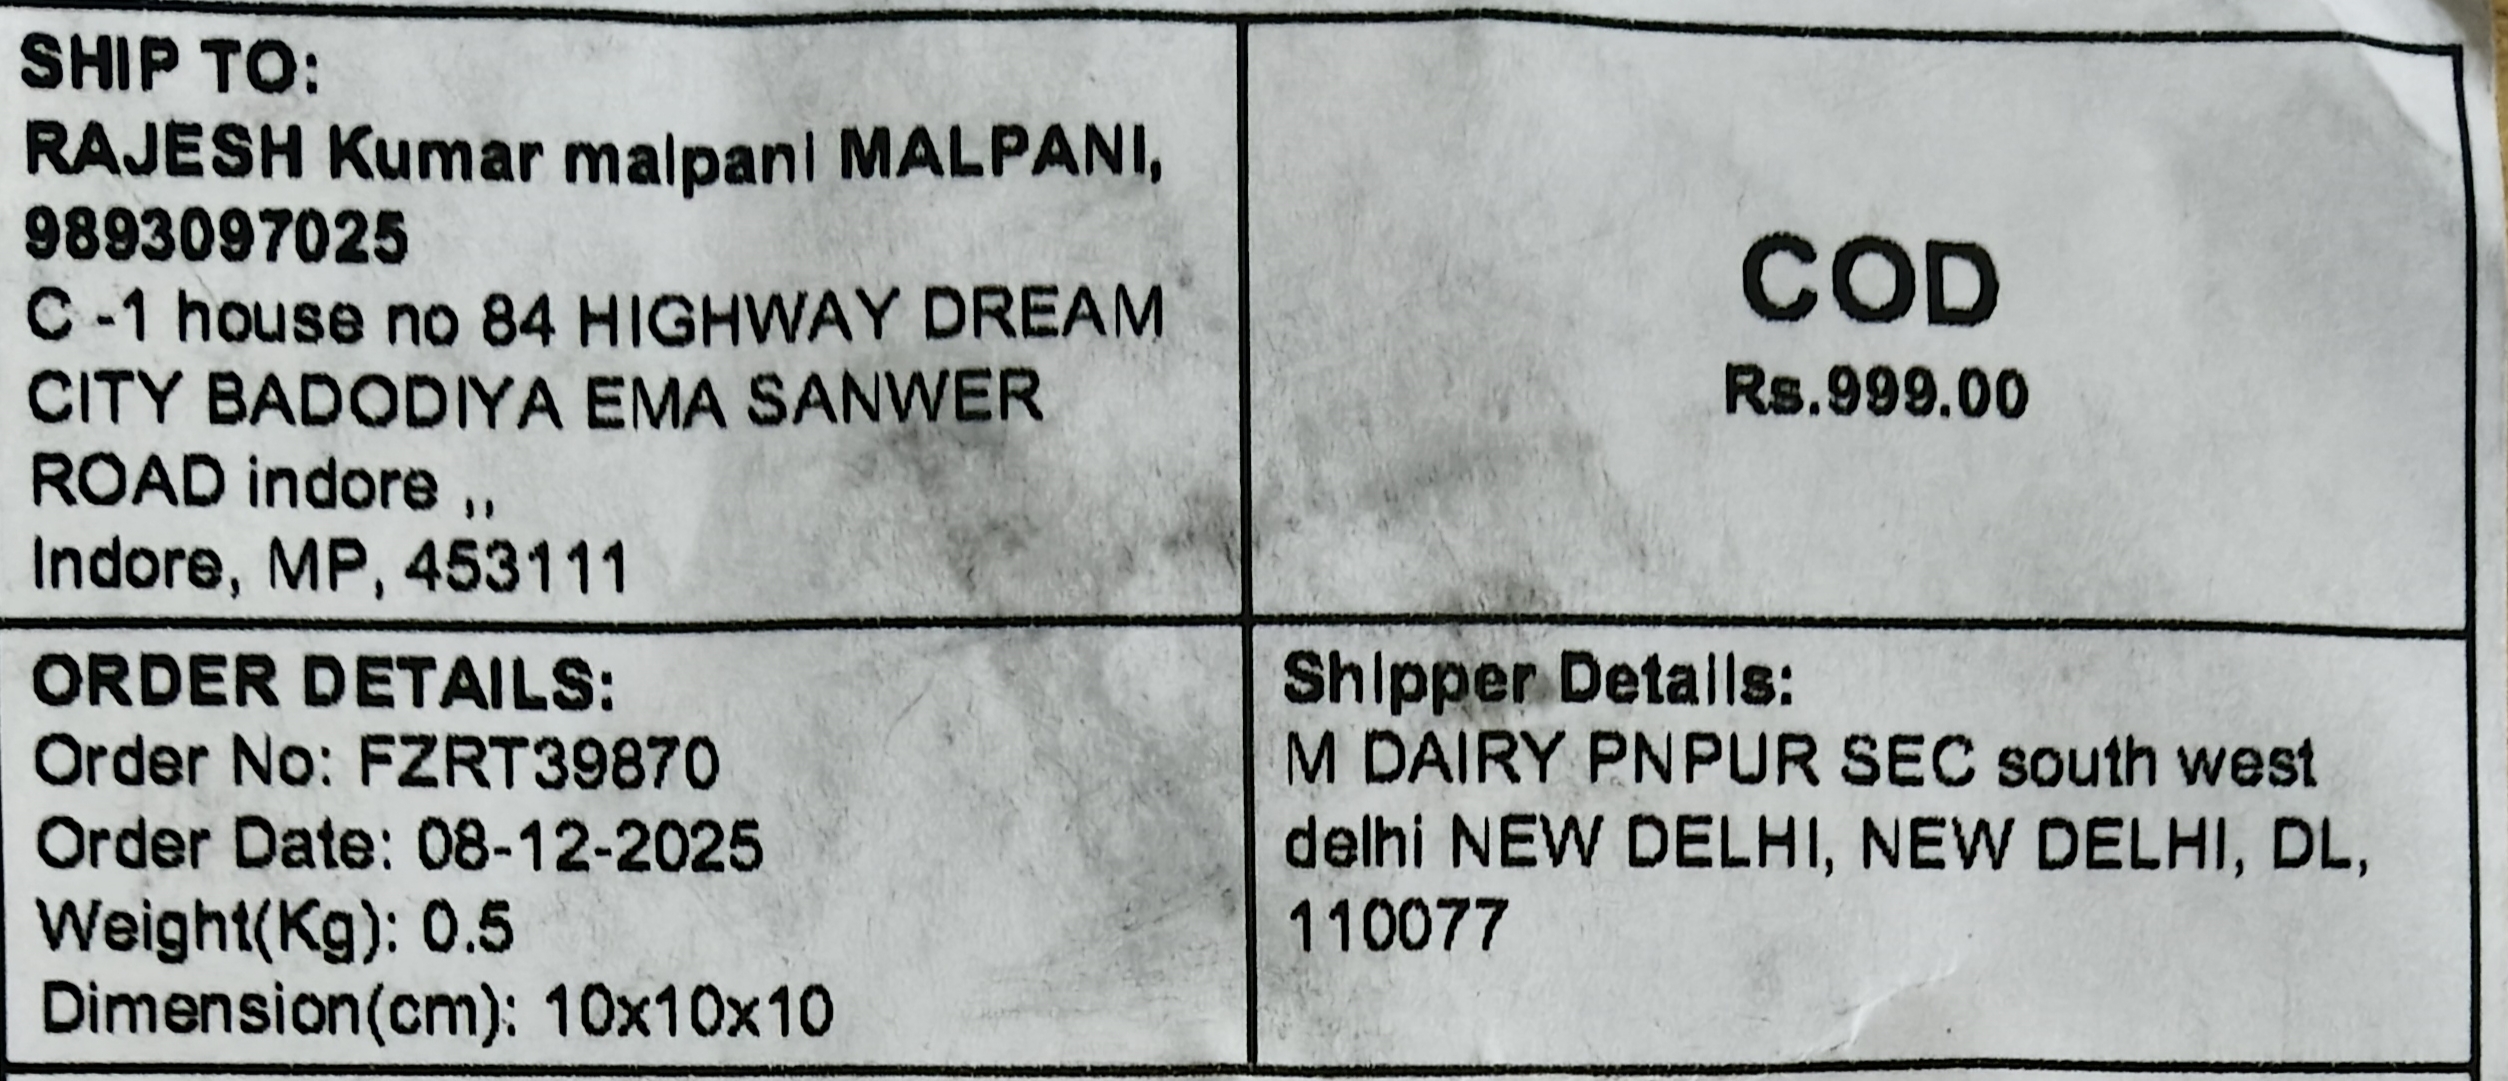 SHIP TO:
RAJESH Kumar malpani MALPANI,
9893097025
C -1 house no 84 HIGHWAY DREAM
CITY BADODIYA EMA SANWER
ROAD indore ,,
Indore, MP, 453111
COD
Rs.999.00
ORDER DETAILS:
Order No: FZRT39870
Order Date: 08-12-2025
Weight(Kg): 0.5
Dimension(cm): 10x10x10
Shipper Details:
M DAIRY PNPUR SEC south west
delhi NEW DELHI, NEW DELHI, DL,
110077